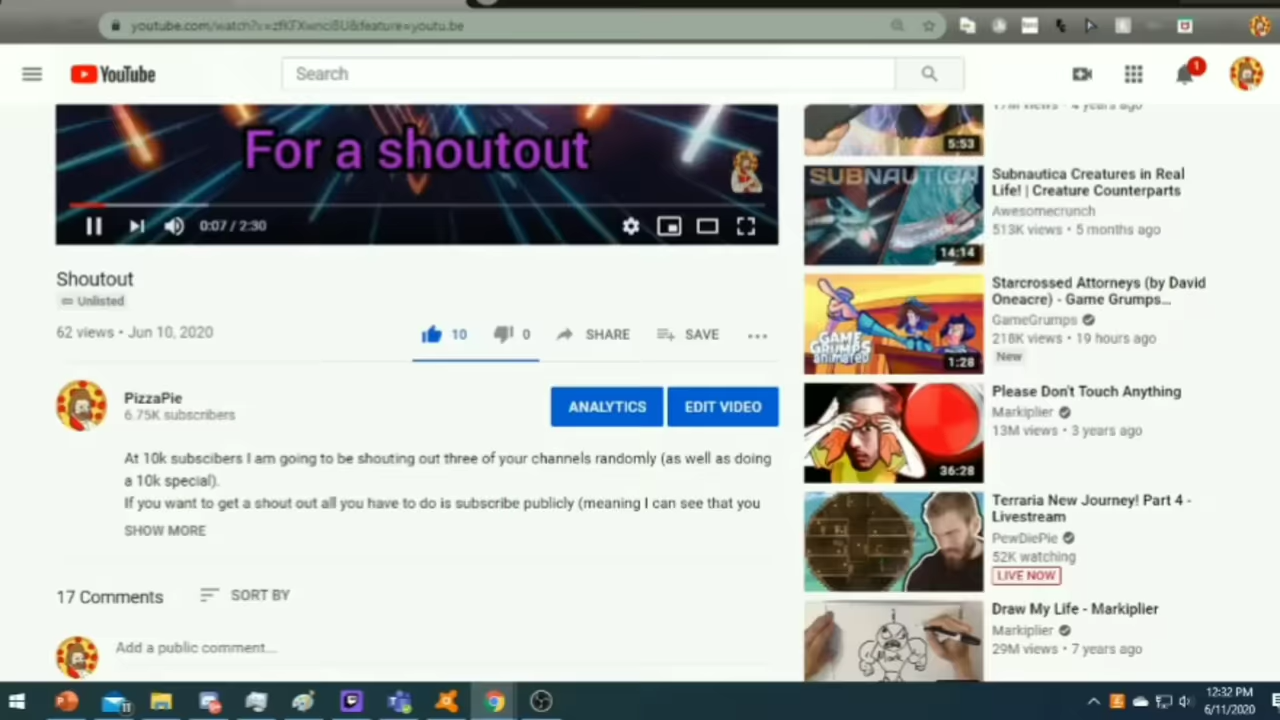 YouTube
Search
1
For a shoutout
0:07 / 2:30
Shoutout
Unlisted
62 views • Jun 10, 2020
10
0
SHARE
SAVE
PizzaPie
6.75K subscribers
ANALYTICS
EDIT VIDEO
At 10k subscibers I am going to be shouting out three of your channels randomly (as well as doing
a 10k special).
If you want to get a shout out all you have to do is subscribe publicly (meaning I can see that you
SHOW MORE
17 Comments
SORT BY
Add a public comment...
5:53
SUBNAUTICA
14:14
Subnautica Creatures in Real
Life! | Creature Counterparts
Awesomecrunch
513K views • 5 months ago
GAME
GRUMPS
animated
1:28
Starcrossed Attorneys (by David
Oneacre) - Game Grumps...
GameGrumps
218K views • 19 hours ago
New
36:28
Please Don't Touch Anything
Markiplier
13M views • 3 years ago
Terraria New Journey! Part 4 -
Livestream
PewDiePie
52K watching
LIVE NOW
Draw My Life - Markiplier
Markiplier
29M views • 7 years ago
11
12:32 PM
6/11/2020